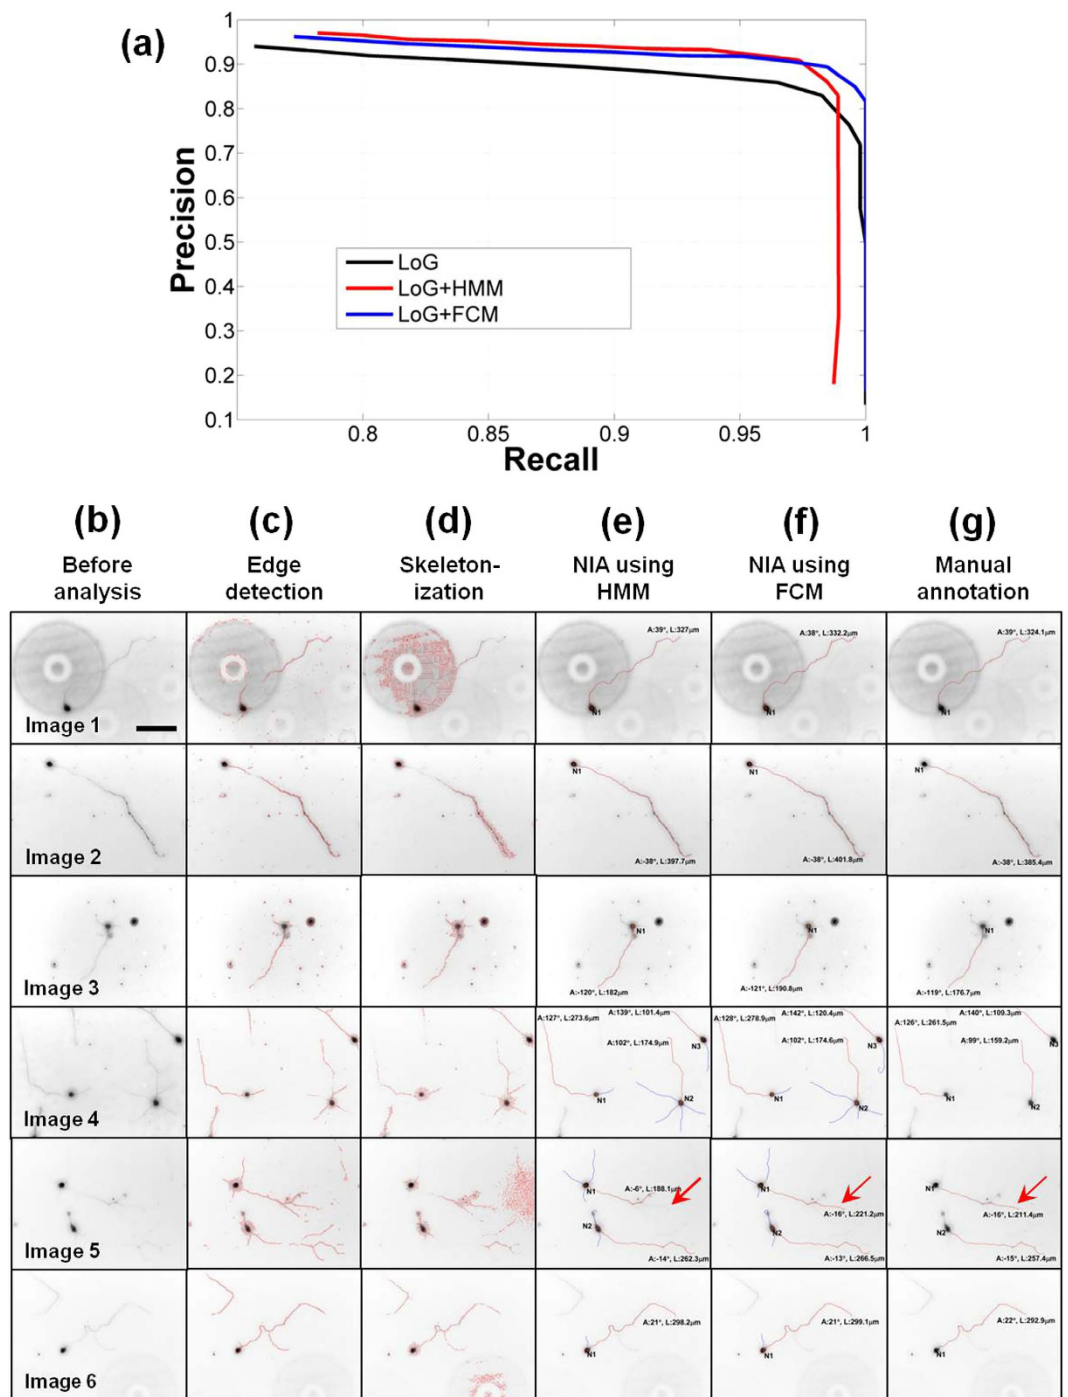 (a)
1
0.9
0.8
0.7
0.6
0.5
0.4
0.3
0.2
0.1
Precision
LoG
LoG+HMM
LoG+FCM
0.8 0.85 0.9 0.95 1
Recall
(b) (c) (d) (e) (f) (g)
Before analysis
Edge detection
Skeleton-ization
NIA using HMM
NIA using FCM
Manual annotation
Image 1
A:39°, L:327µm
N1
A:38°, L:332.2µm
N1
A:39°, L:324.1µm
N1
Image 2
N1
A:-38°, L:397.7µm
N1
A:-38°, L:401.8µm
N1
A:-38°, L:385.4µm
Image 3
N1
A:-120°, L:182µm
N1
A:-121°, L:190.8µm
N1
A:-119°, L:176.7µm
Image 4
A:139°, L:101.4µm
A:127°, L:273.6µm
A:102°, L:174.9µm
N3
N1
N2
A:142°, L:120.4µm
A:128°, L:278.9µm
A:102°, L:174.6µm
N3
N1
N2
A:140°, L:109.3µm
A:126°, L:261.5µm
A:99°, L:159.2µm
N3
N1
N2
Image 5
N1
A:-6°, L:188.1µm
N2
A:-14°, L:262.3µm
N1
A:-16°, L:221.2µm
N2
A:-13°, L:266.5µm
N1
A:-16°, L:211.4µm
N2
A:-15°, L:257.4µm
Image 6
A:21°, L:298.2µm
N1
A:21°, L:299.1µm
N1
A:22°, L:292.9µm
N1